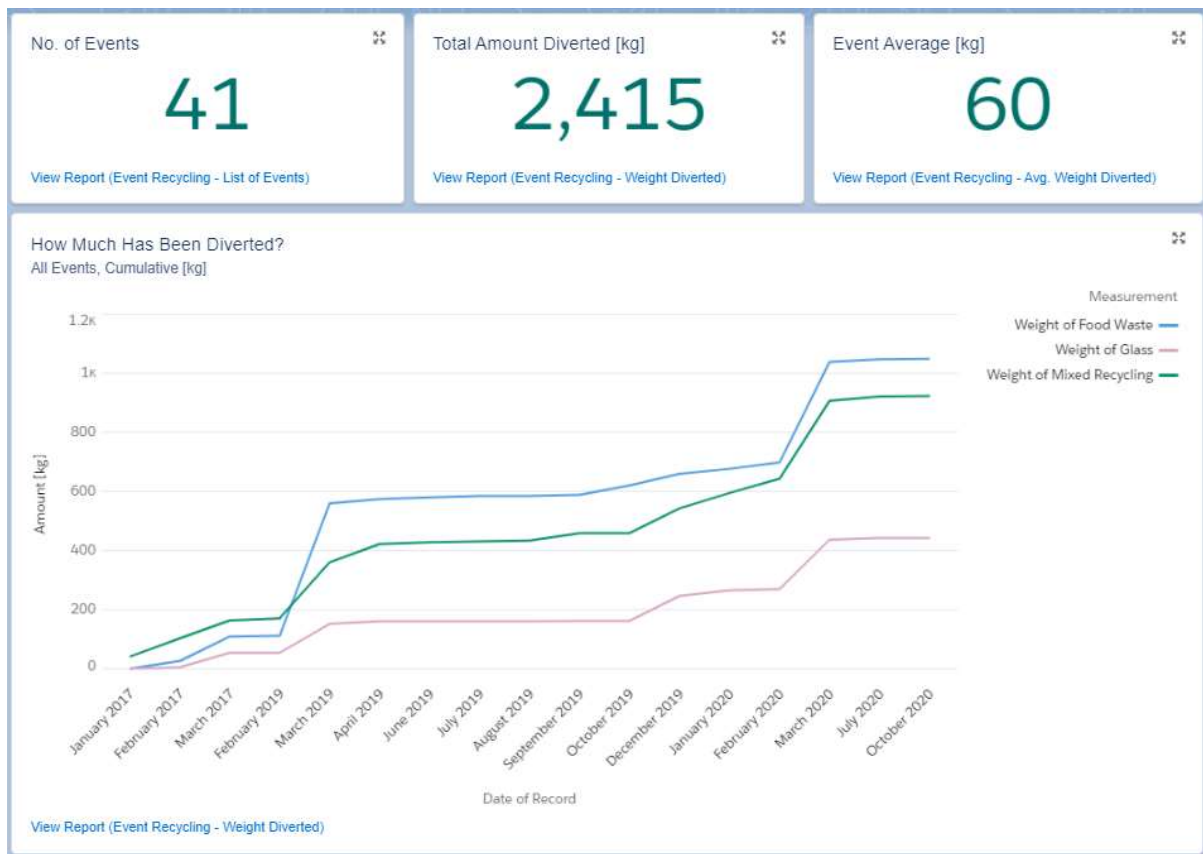 No. of Events
41
View Report (Event Recycling - List of Events)
Total Amount Diverted [kg]
2,415
View Report (Event Recycling - Weight Diverted)
Event Average [kg]
60
View Report (Event Recycling - Avg. Weight Diverted)
How Much Has Been Diverted?
All Events, Cumulative [kg]
Measurement
Weight of Food Waste
Weight of Glass
Weight of Mixed Recycling
Amount [kg]
1.2K
1K
800
600
400
200
0
January 2017
February 2017
March 2017
February 2019
March 2019
April 2019
June 2019
July 2019
August 2019
September 2019
October 2019
December 2019
January 2020
February 2020
March 2020
July 2020
October 2020
Date of Record
View Report (Event Recycling - Weight Diverted)